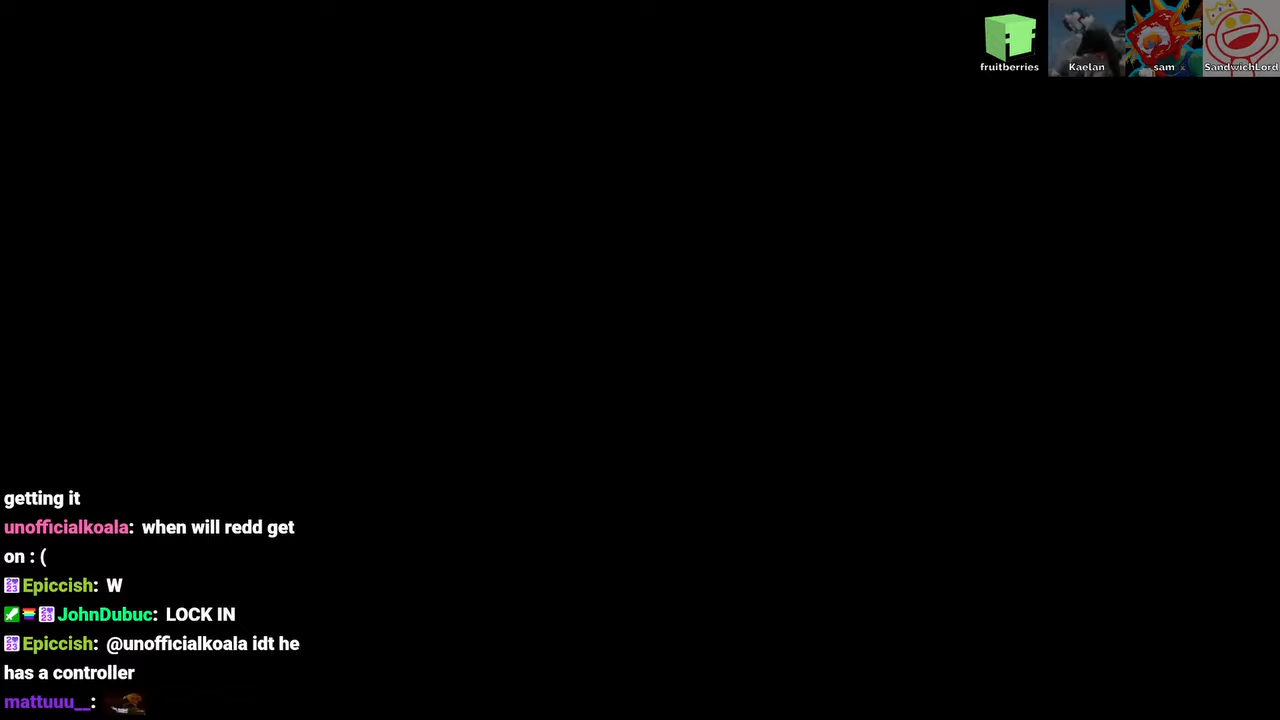 fruitberries
Kaelan
sam
SandwichLord
getting it
unofficialkoala: when will redd get
on : (
Epiccish: W
JohnDubuc: LOCK IN
Epiccish: @unofficialkoala idt he
has a controller
mattuuu__: